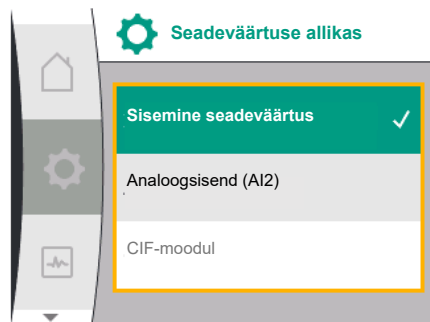 Seadeväärtuse allikas
Sisemine seadeväärtus
Analoogsisend (AI2)
CIF-moodul